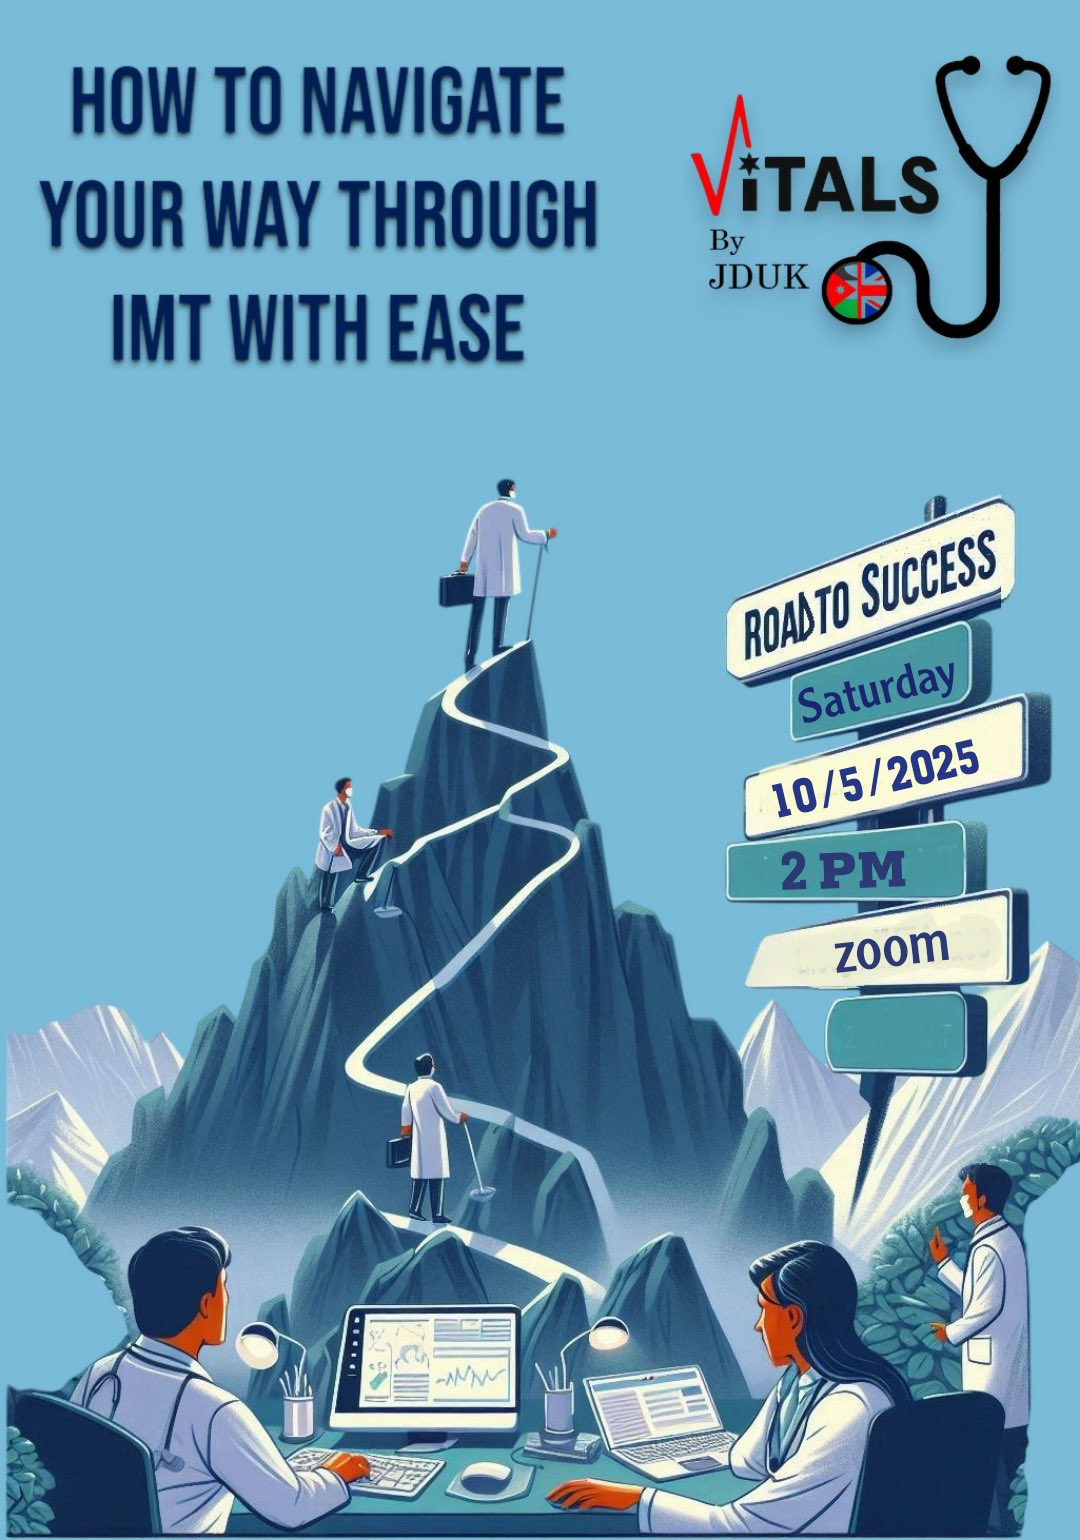 HOW TO NAVIGATE
YOUR WAY THROUGH
IMT WITH EASE
ViTALS
By
JDUK
ROAD TO SUCCESS
Saturday
10/5/2025
2 PM
zoom